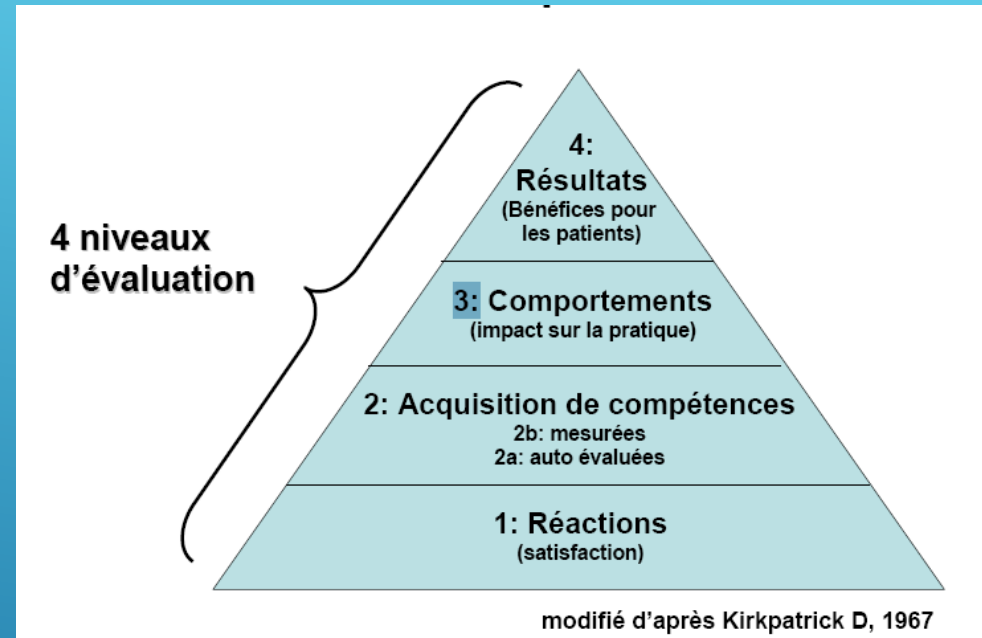 4:
Résultats
(Bénéfices pour
les patients)
4 niveaux
d’évaluation
3: Comportements
(impact sur la pratique)
2: Acquisition de compétences
2b: mesurées
2a: auto évaluées
1: Réactions
(satisfaction)
modifié d’après Kirkpatrick D, 1967